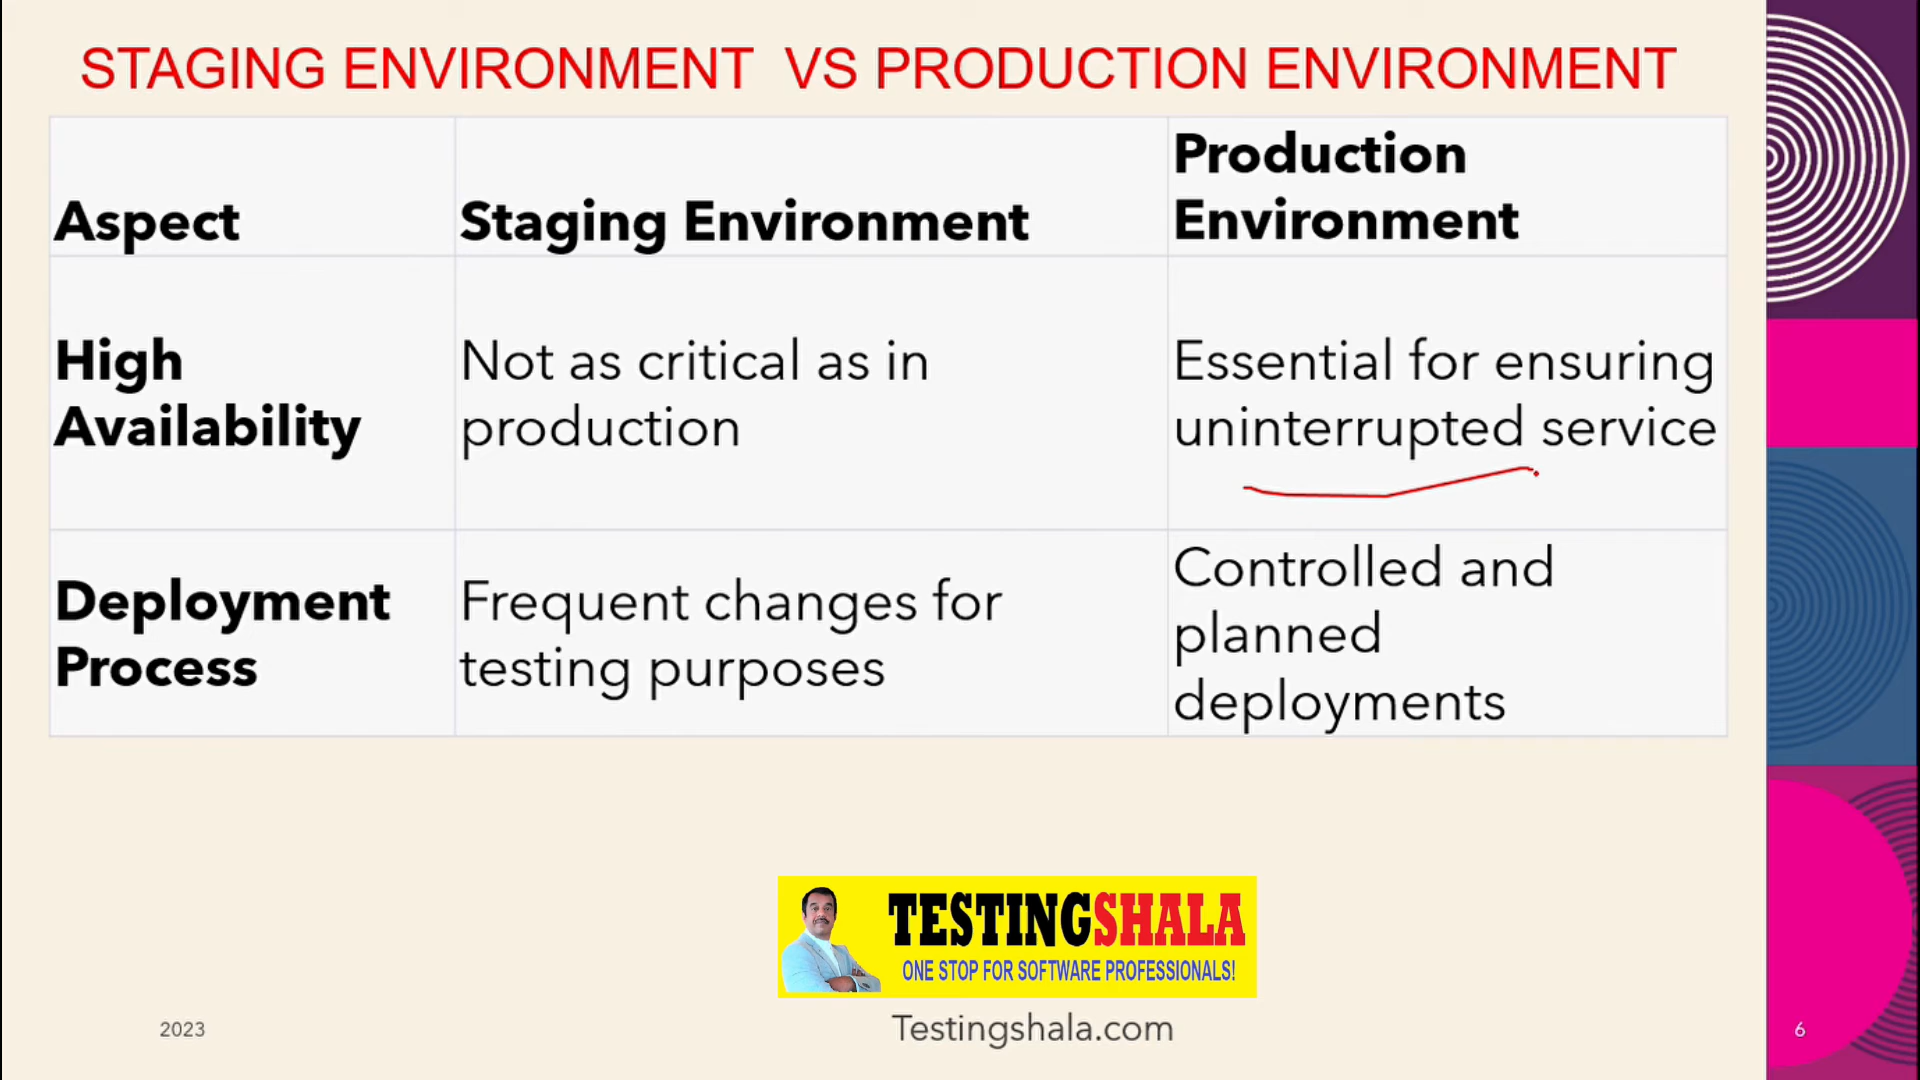 STAGING ENVIRONMENT VS PRODUCTION ENVIRONMENT
Aspect
Staging Environment
Production
Environment
High
Availability
Not as critical as in
production
Essential for ensuring
uninterrupted service
Deployment
Process
Frequent changes for
testing purposes
Controlled and
planned
deployments
TESTINGSHALA
ONE STOP FOR SOFTWARE PROFESSIONALS!
2023
Testingshala.com
6